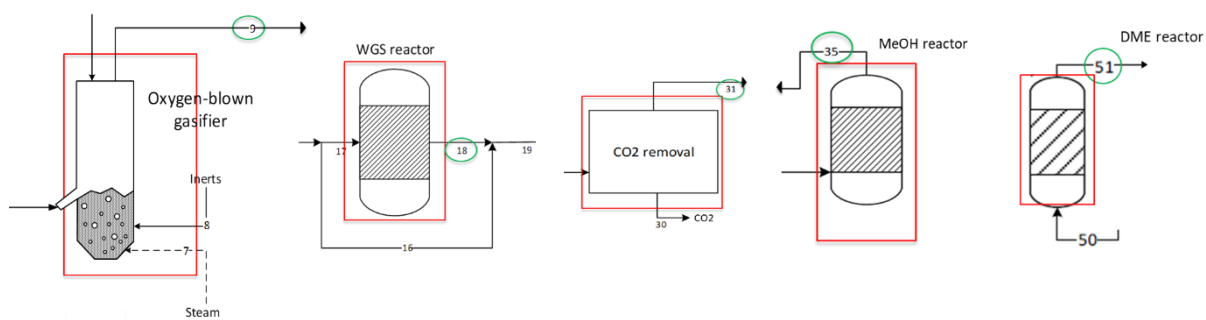 9
Oxygen-blown
gasifier
Inerts
8
7
Steam
WGS reactor
17
18
19
16
31
CO2 removal
30
CO2
35
MeOH reactor
DME reactor
51
50